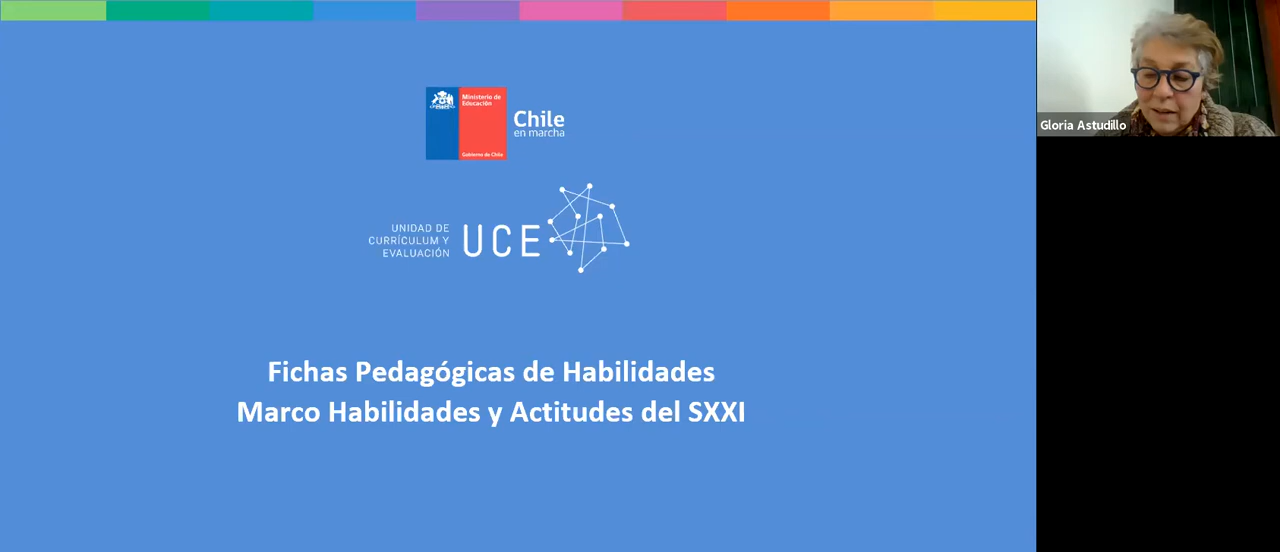 Ministerio de
Educación
Gobierno de Chile
Chile
en marcha
UNIDAD DE
CURRÍCULUM Y
EVALUACIÓN
UCE
Fichas Pedagógicas de Habilidades
Marco Habilidades y Actitudes del SXXI
Gloria Astudillo